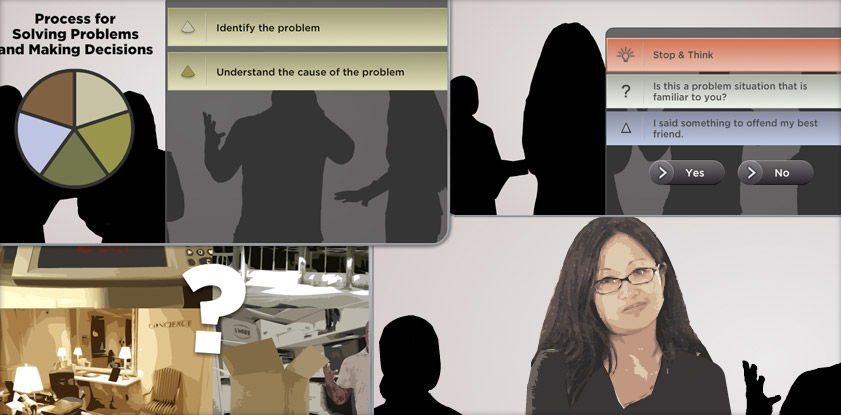 Process for
Solving Problems
and Making Decisions
Identify the problem
Understand the cause of the problem
Stop & Think
?
Is this a problem situation that is
familiar to you?
I said something to offend my best
friend.
Yes
No
?
CONCIERGE